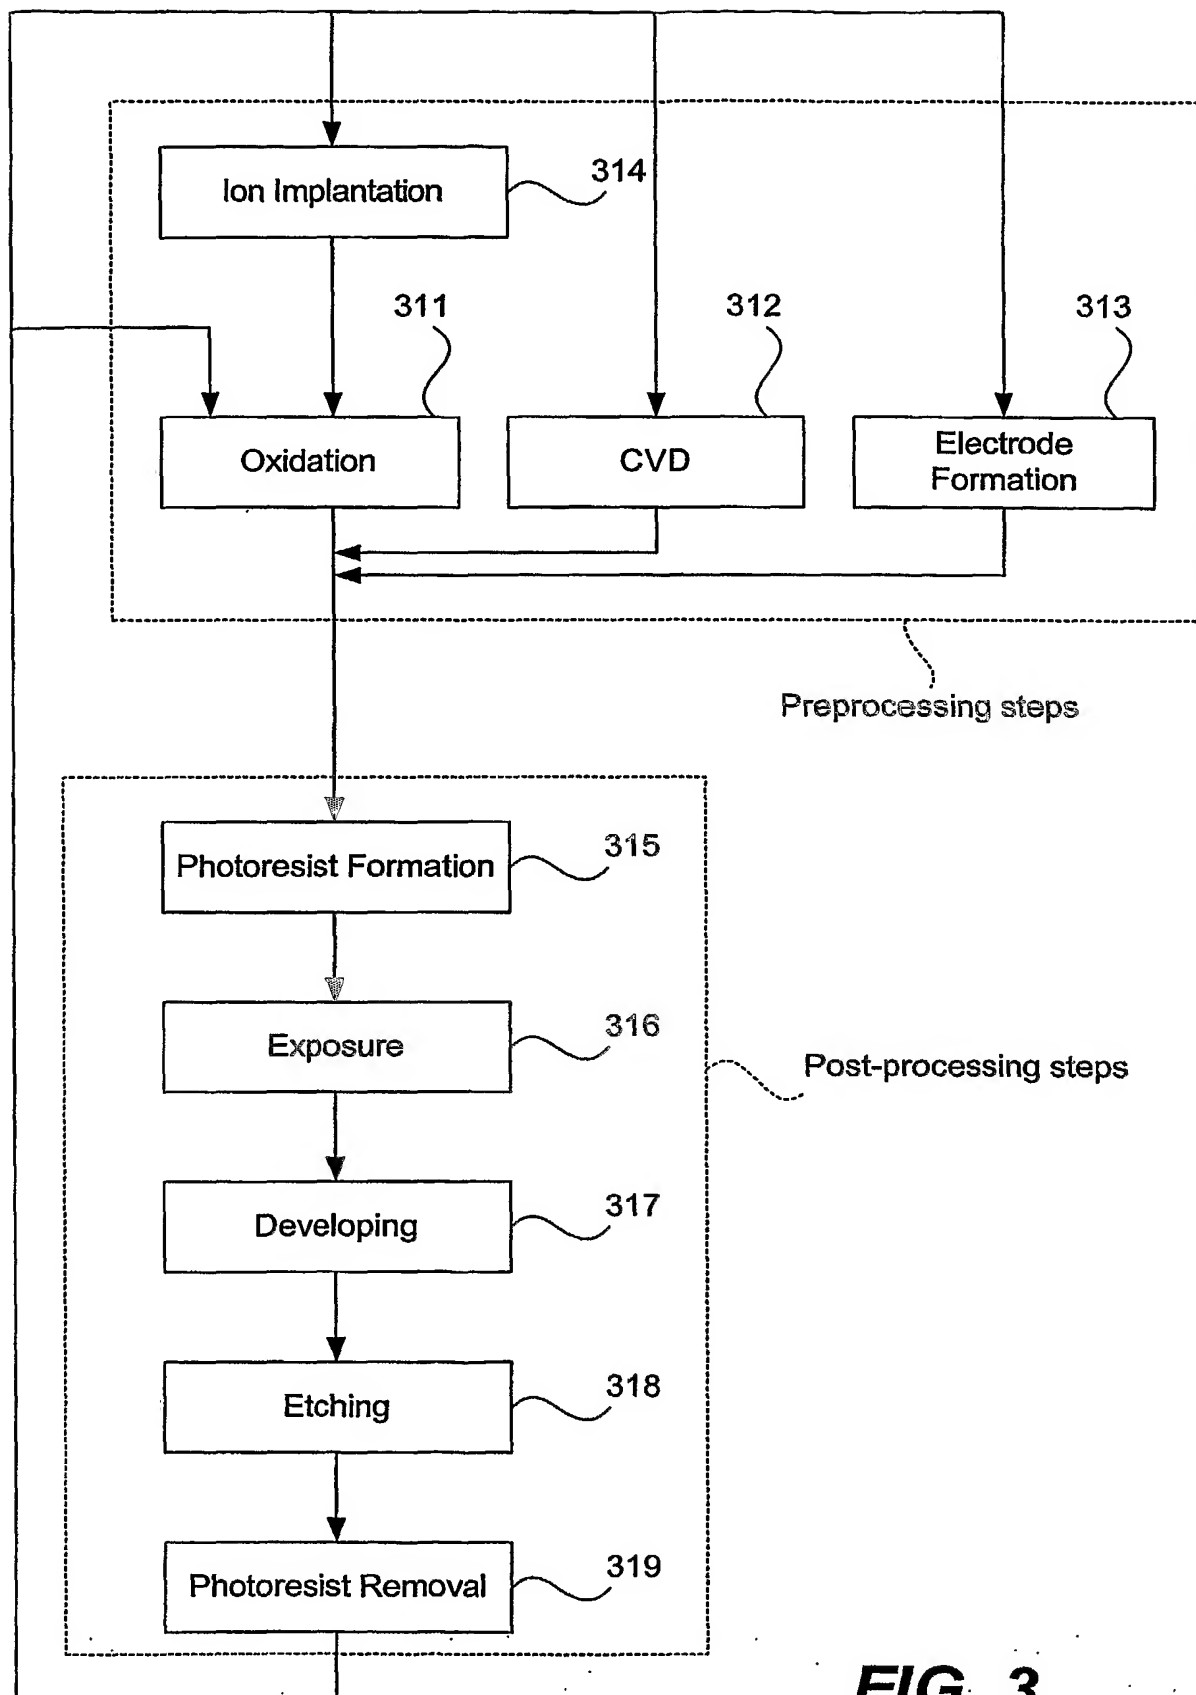 Ion Implantation
314
311
312
313
Oxidation
CVD
Electrode
Formation
Preprocessing steps
Photoresist Formation
315
Exposure
316
Post-processing steps
Developing
317
Etching
318
Photoresist Removal
319
FIG. 3